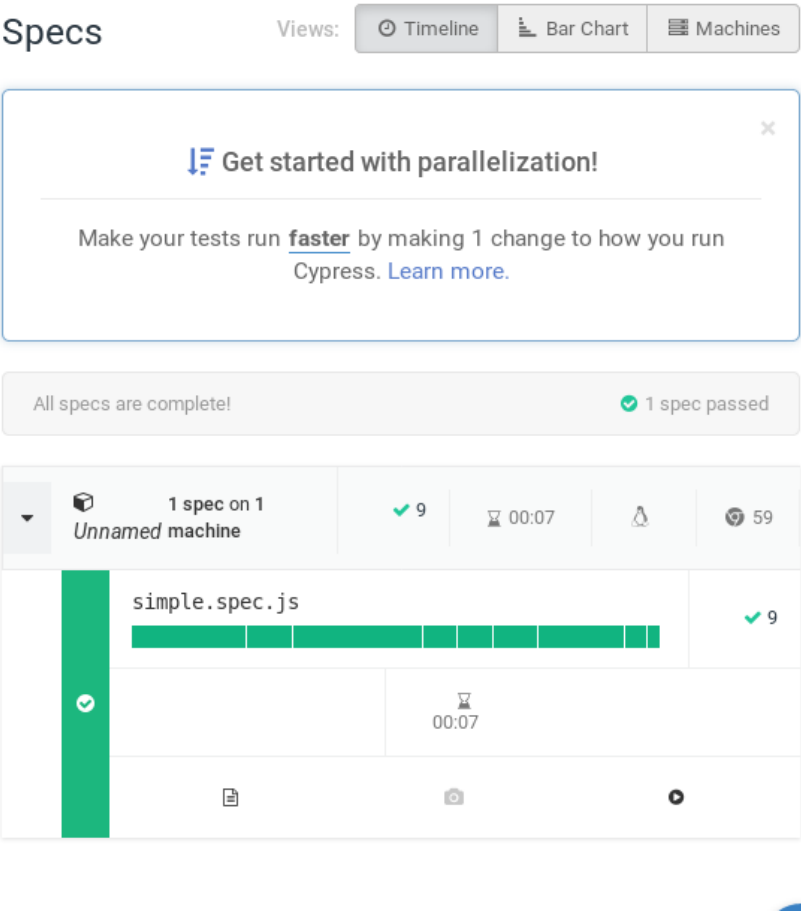 Specs
Views: Timeline Bar Chart Machines
×
Get started with parallelization!
Make your tests run faster by making 1 change to how you run
Cypress. Learn more.
All specs are complete! 1 spec passed
1 spec on 1
Unnamed machine
9 00:07 59
simple.spec.js
9
00:07